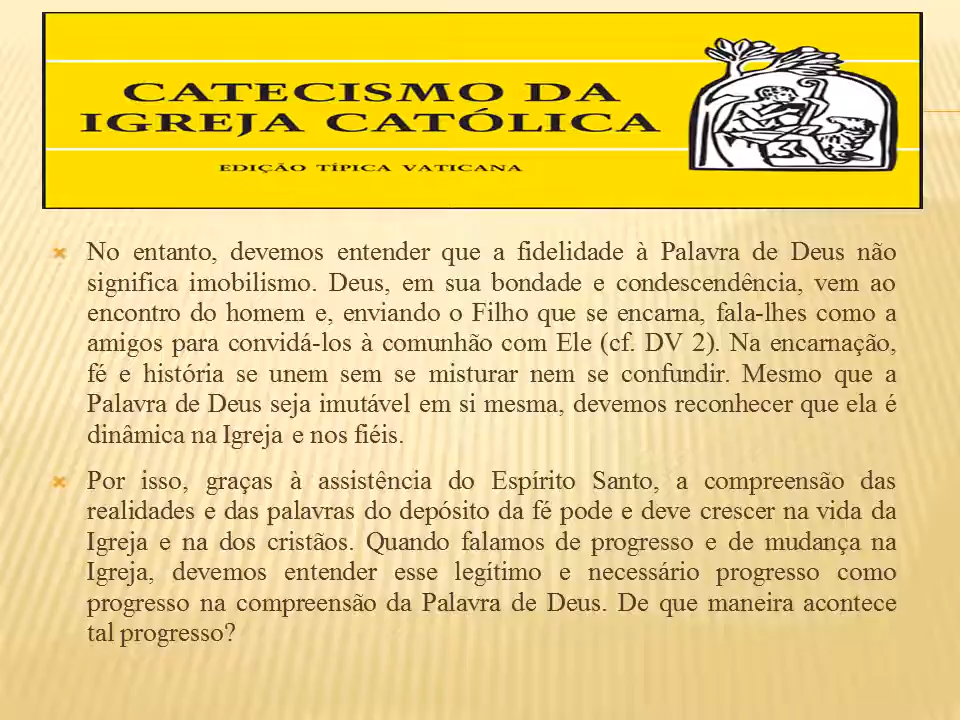 CATECISMO DA
IGREJA CATÓLICA
EDIÇÃO TÍPICA VATICANA
No entanto, devemos entender que a fidelidade à Palavra de Deus não
significa imobilismo. Deus, em sua bondade e condescendência, vem ao
encontro do homem e, enviando o Filho que se encarna, fala-lhes como a
amigos para convidá-los à comunhão com Ele (cf. DV 2). Na encarnação,
fé e história se unem sem se misturar nem se confundir. Mesmo que a
Palavra de Deus seja imutável em si mesma, devemos reconhecer que ela é
dinâmica na Igreja e nos fiéis.
Por isso, graças à assistência do Espírito Santo, a compreensão das
realidades e das palavras do depósito da fé pode e deve crescer na vida da
Igreja e na dos cristãos. Quando falamos de progresso e de mudança na
Igreja, devemos entender esse legítimo e necessário progresso como
progresso na compreensão da Palavra de Deus. De que maneira acontece
tal progresso?